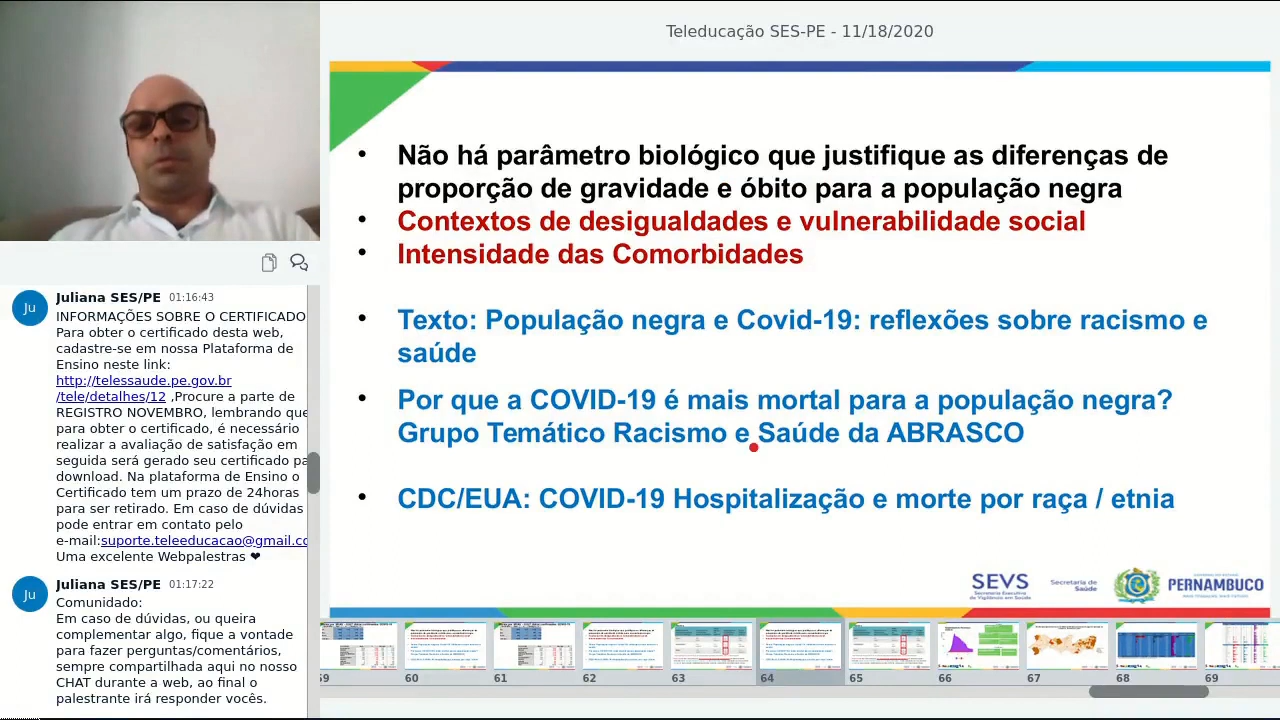 Teleducação SES-PE - 11/18/2020
• Não há parâmetro biológico que justifique as diferenças de
proporção de gravidade e óbito para a população negra
• Contextos de desigualdades e vulnerabilidade social
• Intensidade das Comorbidades
• Texto: População negra e Covid-19: reflexões sobre racismo e
saúde
• Por que a COVID-19 é mais mortal para a população negra?
Grupo Temático Racismo e Saúde da ABRASCO
• CDC/EUA: COVID-19 Hospitalização e morte por raça / etnia
SEVS
Secretaria Executiva
de Vigilância em Saúde
Secretaria de
Saúde
PERNAMBUCO
Ju
Juliana SES/PE 01:16:43
INFORMAÇÕES SOBRE O CERTIFICADO
Para obter o certificado desta web,
cadastre-se em nossa Plataforma de
Ensino neste link:
http://telessaude.pe.gov.br
/tele/detalhes/12 ,Procure a parte de
REGISTRO NOVEMBRO, lembrando que
para obter o certificado, é necessário
realizar a avaliação de satisfação em
seguida será gerado seu certificado pa
download. Na plataforma de Ensino o
Certificado tem um prazo de 24horas
para ser retirado. Em caso de dúvidas
pode entrar em contato pelo
e-mail:suporte.teleeducacao@gmail.co
Uma excelente Webpalestras ❤
Ju
Juliana SES/PE 01:17:22
Comunidado:
Em caso de dúvidas, ou queira
complementar algo, fique a vontade
para fazer perguntas/comentários,
pode ser compartilhada aqui no nosso
CHAT durante a web, ao final o
palestrante irá responder vocês.
59 60 61 62 63 64 65 66 67 68 69